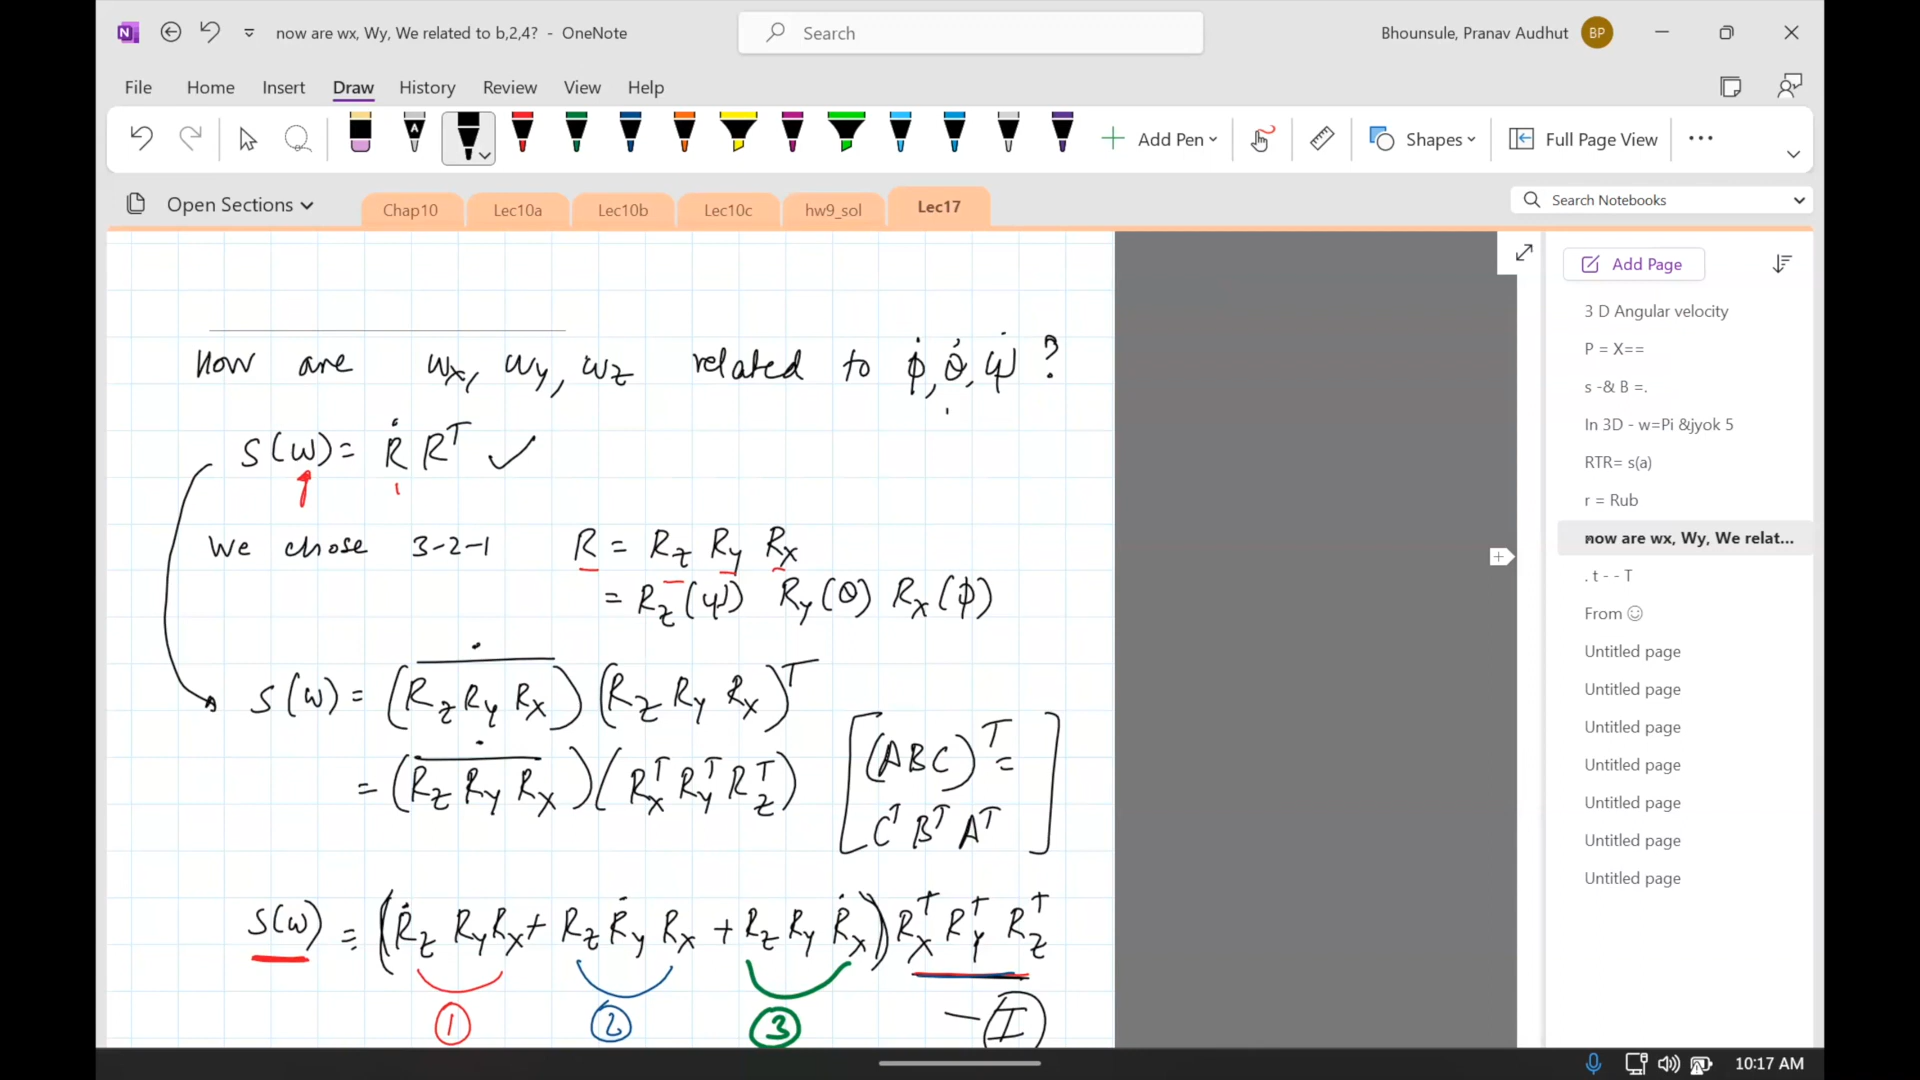 now are wx, Wy, We related to b,2,4? - OneNote
Search
Bhounsule, Pranav Audhut
BP
File Home Insert Draw History Review View Help
A
Add Pen
Shapes
Full Page View
Open Sections
Chap10
Lec10a
Lec10b
Lec10c
hw9_sol
Lec17
Search Notebooks
How are ωx, ωy, ωz related to φ̇, θ̇, ψ̇ ?
S(ω) = Ṙ Rᵀ ✓
We chose 3-2-1 R = Rz Ry Rx
= Rz(ψ) Ry(θ) Rx(φ)
S(ω) = (Rz Ry Rx)˙ (Rz Ry Rx)ᵀ
= (Rz Ry Rx)˙ (Rxᵀ Ryᵀ Rzᵀ)
[(ABC)ᵀ =
Cᵀ Bᵀ Aᵀ]
S(ω) = (Ṙz Ry Rx + Rz Ṙy Rx + Rz Ry Ṙx) Rxᵀ Ryᵀ Rzᵀ
① ② ③ — Ⓘ
Add Page
3 D Angular velocity
P = X==
s -& B =.
In 3D - w=Pi &jyok 5
RTR= s(a)
r = Rub
now are wx, Wy, We relat...
. t - - T
From ☺
Untitled page
Untitled page
Untitled page
Untitled page
Untitled page
Untitled page
Untitled page
10:17 AM